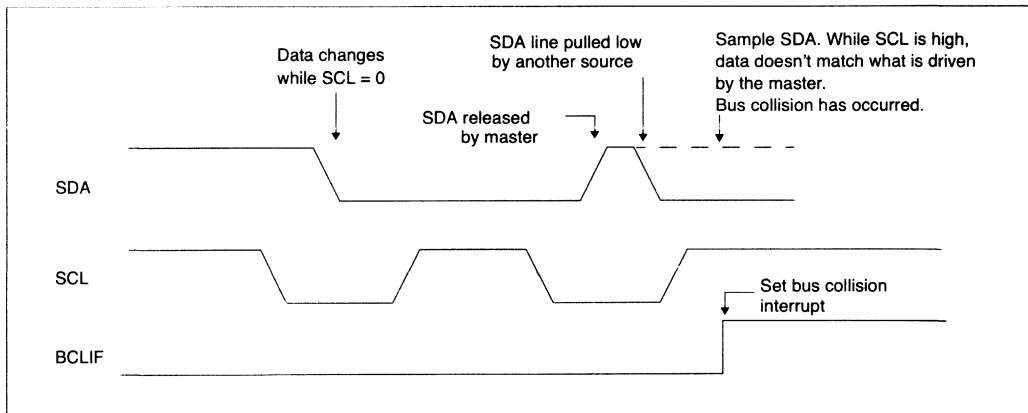 Data changes
while SCL = 0
SDA line pulled low
by another source
Sample SDA. While SCL is high,
data doesn't match what is driven
by the master.
Bus collision has occurred.
SDA released
by master
SDA
SCL
Set bus collision
interrupt
BCLIF